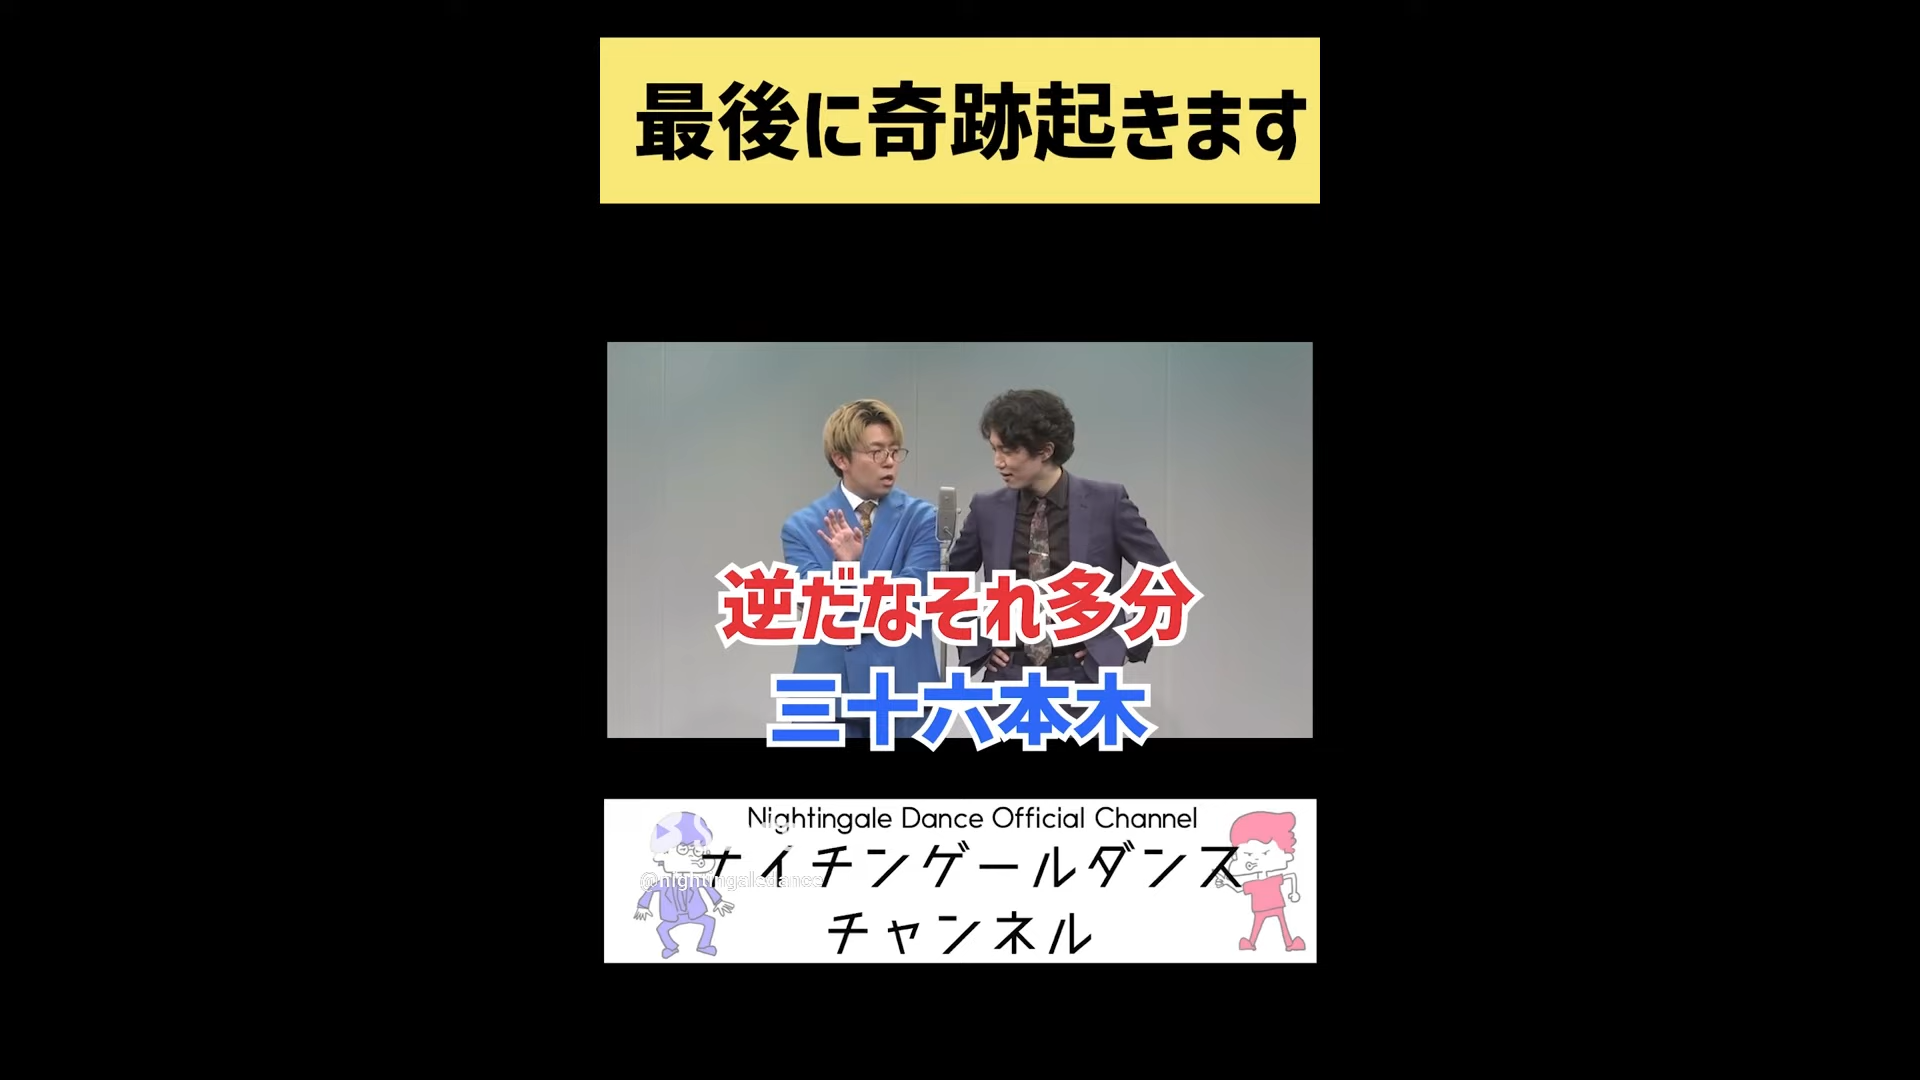 最後に奇跡起きます
逆だなそれ多分
三十六本木
Nightingale Dance Official Channel
ナイチンゲールダンス
@nightingaledance
チャンネル